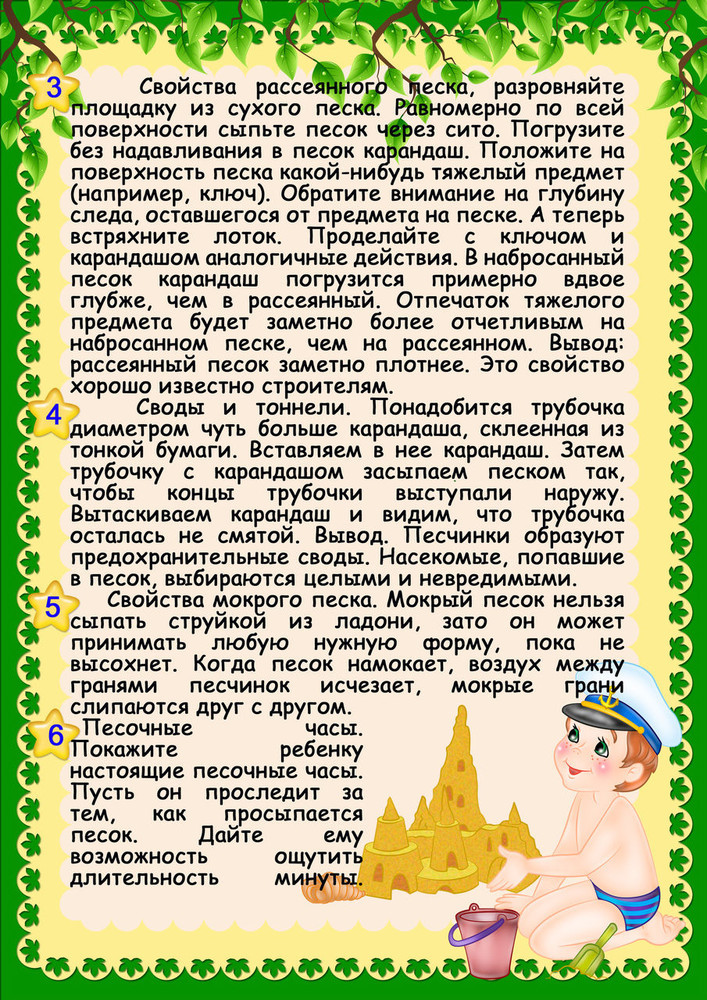 3 Свойства рассеянного песка, разровняйте
площадку из сухого песка. Равномерно по всей
поверхности сыпьте песок через сито. Погрузите
без надавливания в песок карандаш. Положите на
поверхность песка какой-нибудь тяжелый предмет
(например, ключ). Обратите внимание на глубину
следа, оставшегося от предмета на песке. А теперь
встряхните лоток. Проделайте с ключом и
карандашом аналогичные действия. В набросанный
песок карандаш погрузится примерно вдвое
глубже, чем в рассеянный. Отпечаток тяжелого
предмета будет заметно более отчетливым на
набросанном песке, чем на рассеянном. Вывод:
рассеянный песок заметно плотнее. Это свойство
хорошо известно строителям.
4 Своды и тоннели. Понадобится трубочка
диаметром чуть больше карандаша, склеенная из
тонкой бумаги. Вставляем в нее карандаш. Затем
трубочку с карандашом засыпаем песком так,
чтобы концы трубочки выступали наружу.
Вытаскиваем карандаш и видим, что трубочка
осталась не смятой. Вывод. Песчинки образуют
предохранительные своды. Насекомые, попавшие
в песок, выбираются целыми и невредимыми.
5 Свойства мокрого песка. Мокрый песок нельзя
сыпать струйкой из ладони, зато он может
принимать любую нужную форму, пока не
высохнет. Когда песок намокает, воздух между
гранями песчинок исчезает, мокрые грани
слипаются друг с другом.
6 Песочные часы.
Покажите ребенку
настоящие песочные часы.
Пусть он проследит за
тем, как просыпается
песок. Дайте ему
возможность ощутить
длительность минуты.